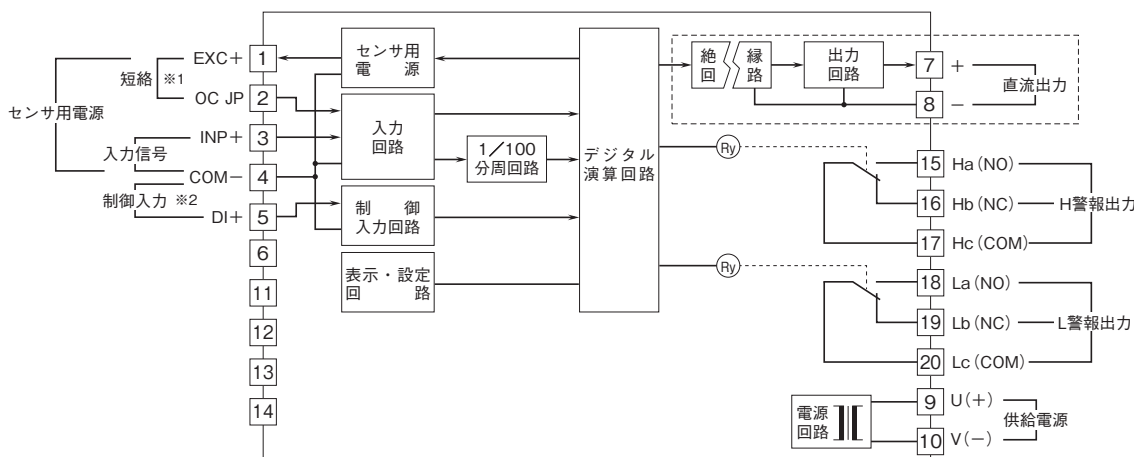 EXC+
1
短絡
※1
OC JP
2
センサ用電源
INP+
3
入力信号
COM−
4
制御入力 ※2
DI+
5
6
11
12
13
14
センサ用
電源
入力
回路
1/100
分周回路
制御
入力回路
表示・設定
回路
デジタル
演算回路
絶縁
回路
出力
回路
7
+
8
−
直流出力
Ry
15
Ha(NO)
16
Hb(NC)
H警報出力
17
Hc(COM)
Ry
18
La(NO)
19
Lb(NC)
L警報出力
20
Lc(COM)
電源
回路
9
U(+)
供給電源
10
V(−)